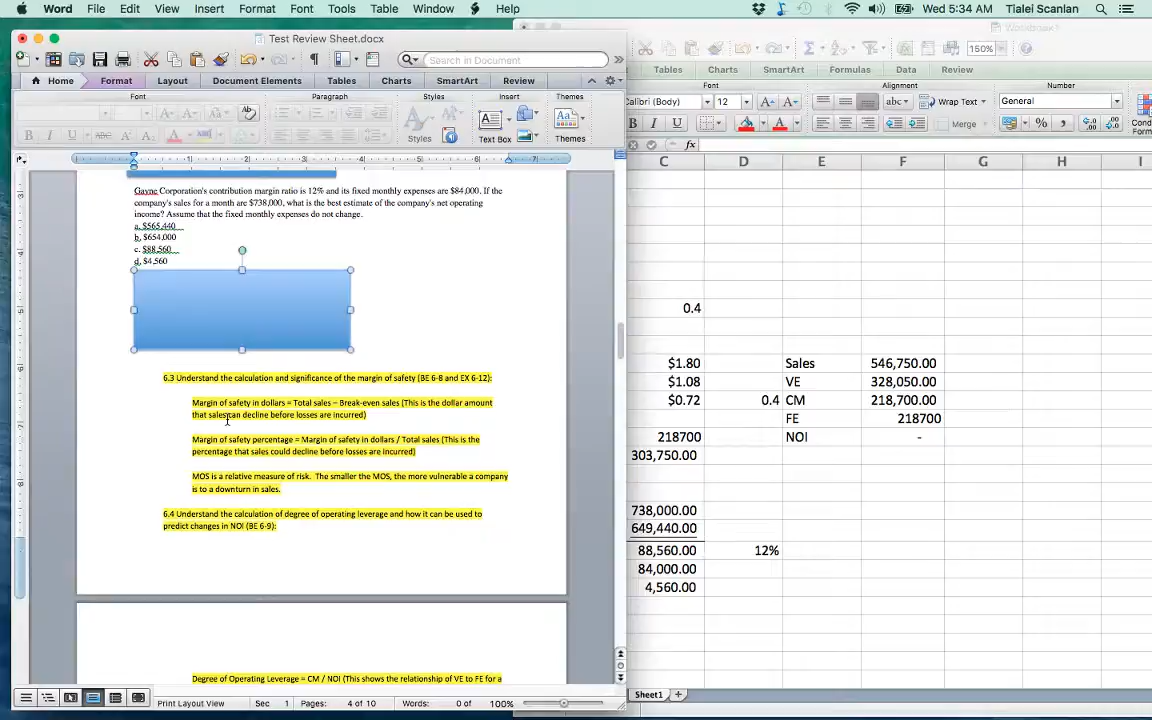 Word File Edit View Insert Format Font Tools Table Window Help Wed 5:34 AM Tialei Scanlan
Test Review Sheet.docx
Search in Document
Home Format Layout Document Elements Tables Charts SmartArt Review
Font Paragraph Styles Insert Themes
Styles Text Box Themes
Gayne Corporation's contribution margin ratio is 12% and its fixed monthly expenses are $84,000. If the
company's sales for a month are $738,000, what is the best estimate of the company's net operating
income? Assume that the fixed monthly expenses do not change.
a. $565,440
b. $654,000
c. $88,560
d. $4,560
6.3 Understand the calculation and significance of the margin of safety (BE 6-8 and EX 6-12):
Margin of safety in dollars = Total sales – Break-even sales (This is the dollar amount
that sales can decline before losses are incurred)
Margin of safety percentage = Margin of safety in dollars / Total sales (This is the
percentage that sales could decline before losses are incurred)
MOS is a relative measure of risk. The smaller the MOS, the more vulnerable a company
is to a downturn in sales.
6.4 Understand the calculation of degree of operating leverage and how it can be used to
predict changes in NOI (BE 6-9):
Degree of Operating Leverage = CM / NOI (This shows the relationship of VE to FE for a
Print Layout View Sec 1 Pages: 4 of 10 Words: 0 of 0 100%
150%
Tables Charts SmartArt Formulas Data Review
Font Alignment Number
Calibri (Body) 12 A A abc Wrap Text General
B I U Merge % Cond
Form
fx
C D E F G H I
0.4
$1.80 Sales 546,750.00
$1.08 VE 328,050.00
$0.72 0.4 CM 218,700.00
FE 218700
218700 NOI -
303,750.00
738,000.00
649,440.00
88,560.00 12%
84,000.00
4,560.00
Sheet1